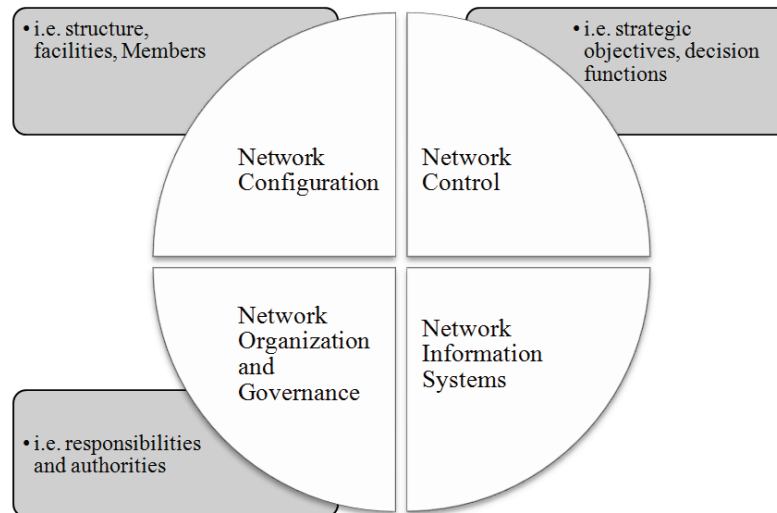 • i.e. structure,
facilities, Members
• i.e. strategic
objectives, decision
functions
Network
Configuration
Network
Control
Network
Organization
and
Governance
Network
Information
Systems
• i.e. responsibilities
and authorities